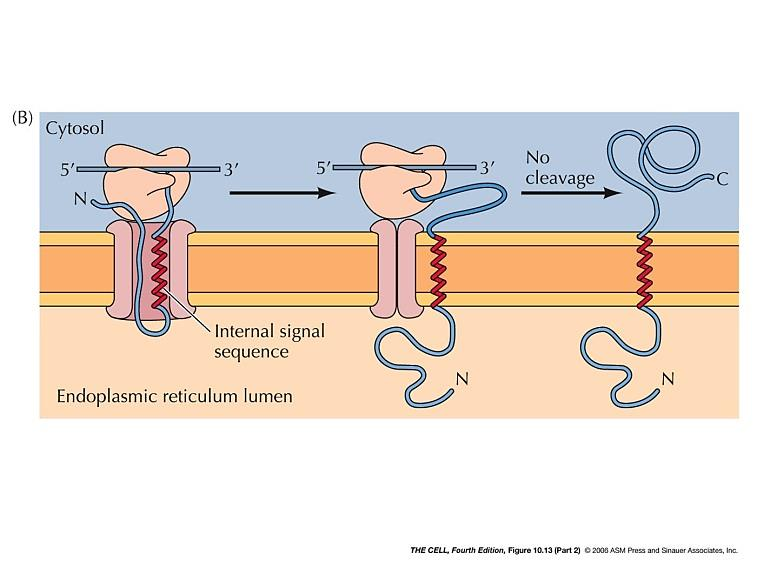 (B)
Cytosol
5′ 3′
N
5′ 3′
No
cleavage
C
Internal signal
sequence
N
N
Endoplasmic reticulum lumen
THE CELL, Fourth Edition, Figure 10.13 (Part 2) © 2006 ASM Press and Sinauer Associates, Inc.